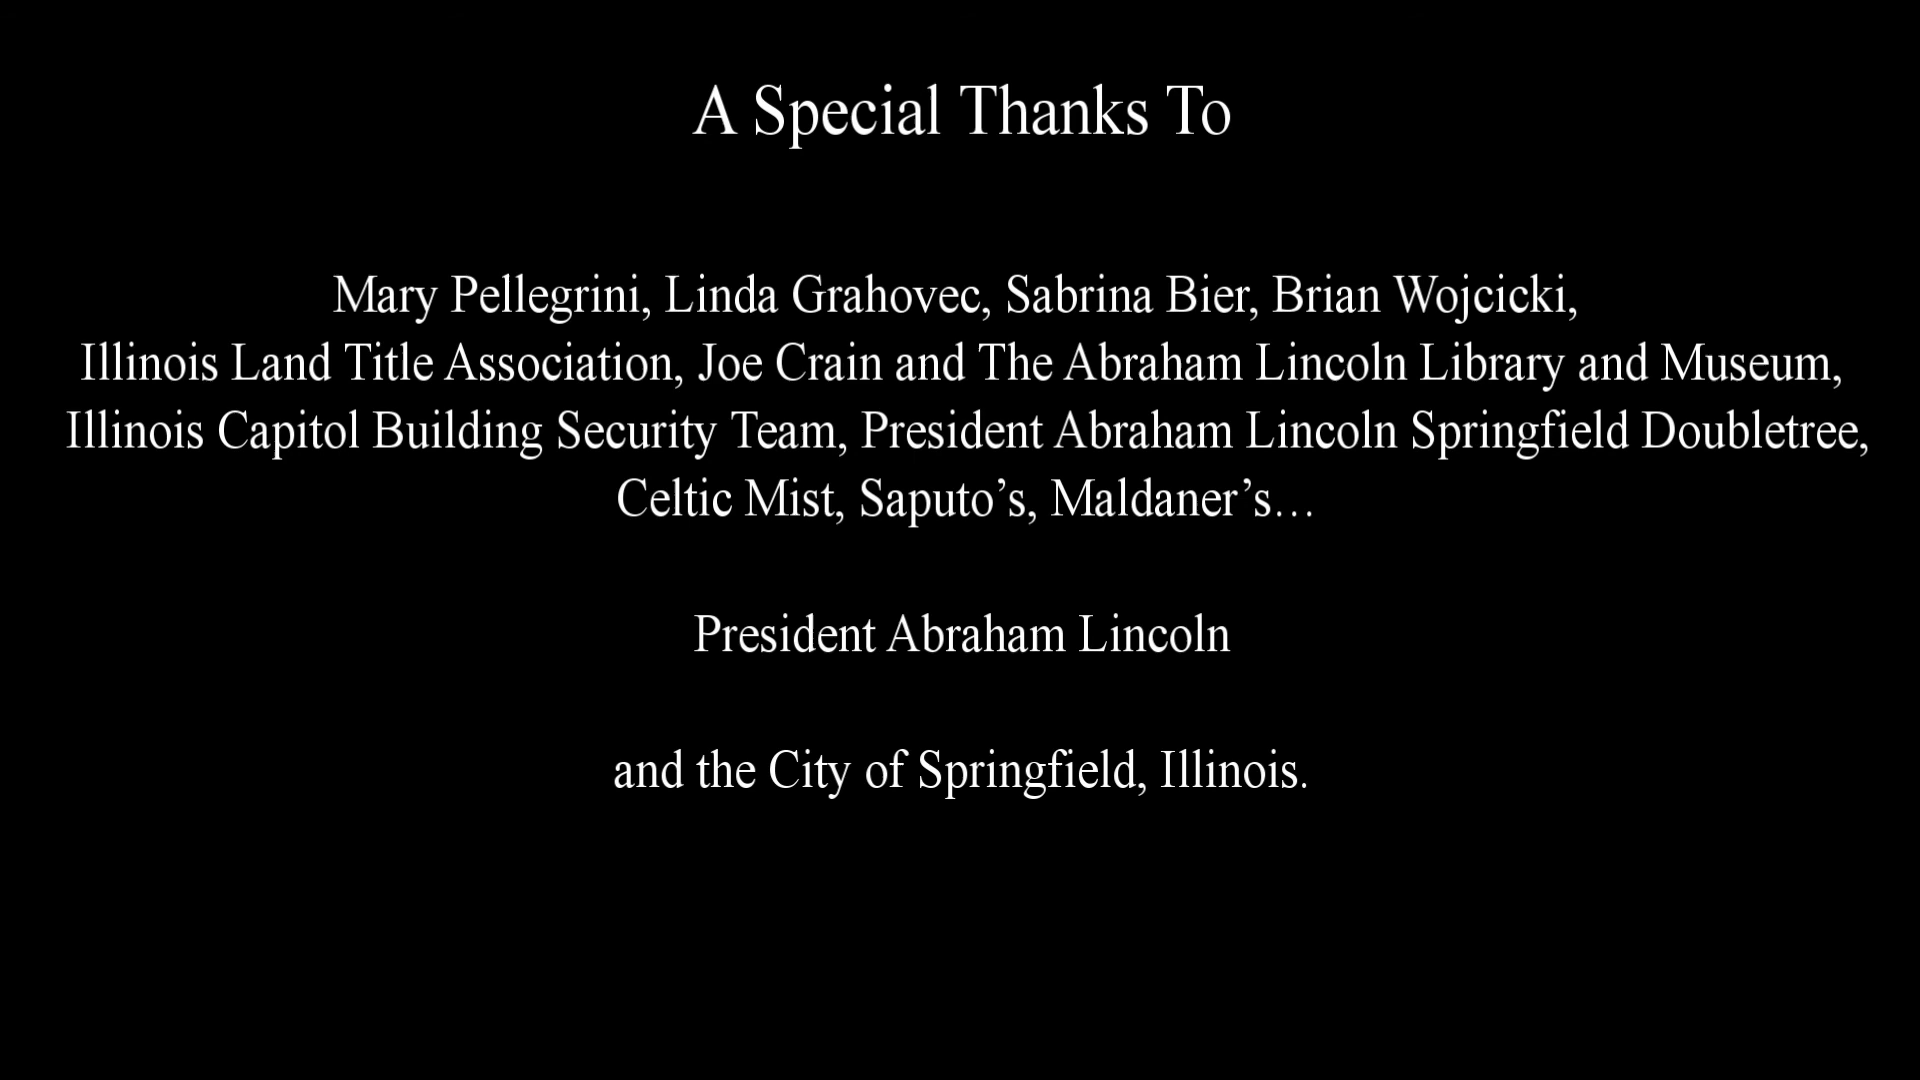 A Special Thanks To
Mary Pellegrini, Linda Grahovec, Sabrina Bier, Brian Wojcicki,
Illinois Land Title Association, Joe Crain and The Abraham Lincoln Library and Museum,
Illinois Capitol Building Security Team, President Abraham Lincoln Springfield Doubletree,
Celtic Mist, Saputo’s, Maldaner’s…
President Abraham Lincoln
and the City of Springfield, Illinois.